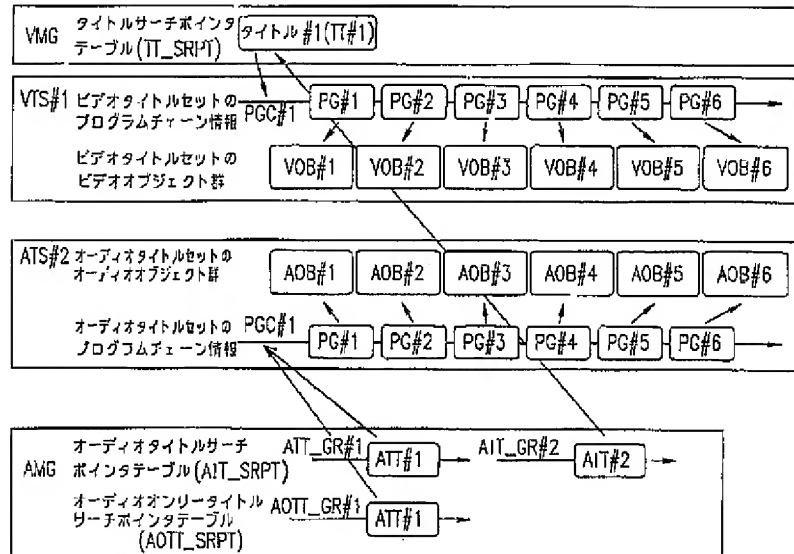 VMG
タイトルサーチポインタ
テーブル(TT_SRPT)
タイトル #1(TT#1)
VTS#1
ビデオタイトルセットの
プログラムチェーン情報
PGC#1
PG#1 PG#2 PG#3 PG#4 PG#5 PG#6
ビデオタイトルセットの
ビデオオブジェクト群
VOB#1 VOB#2 VOB#3 VOB#4 VOB#5 VOB#6
ATS#2
オーディオタイトルセットの
オーディオオブジェクト群
AOB#1 AOB#2 AOB#3 AOB#4 AOB#5 AOB#6
オーディオタイトルセットの
プログラムチェーン情報
PGC#1
PG#1 PG#2 PG#3 PG#4 PG#5 PG#6
AMG
オーディオタイトルサーチ
ポインタテーブル(ATT_SRPT)
ATT_GR#1 ATT#1 ATT_GR#2 ATT#2
オーディオオンリータイトル
サーチポインタテーブル
(AOTT_SRPT)
AOTT_GR#1 ATT#1